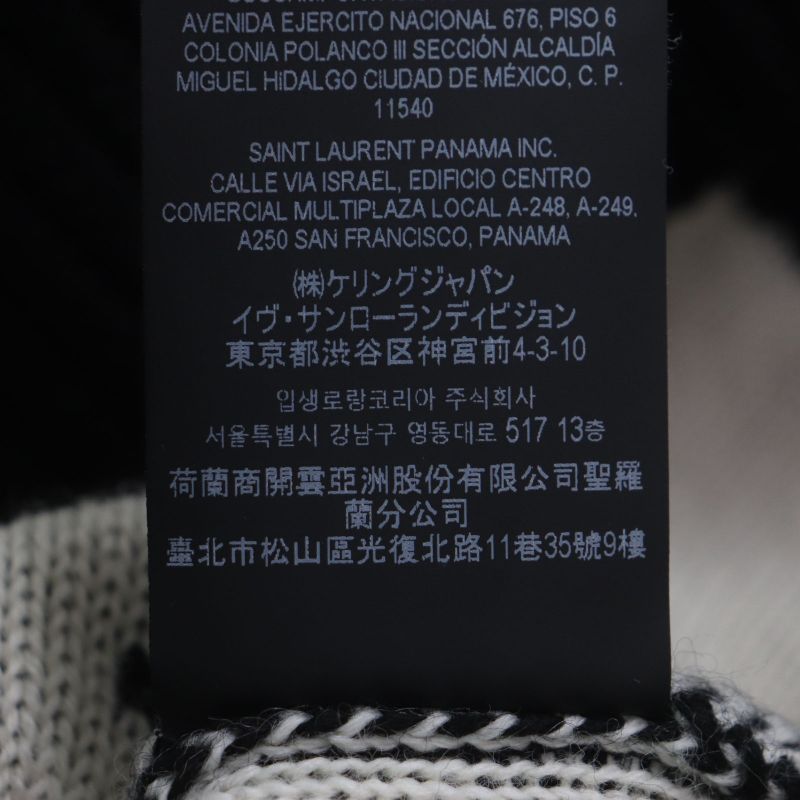 AVENIDA EJERCITO NACIONAL 676, PISO 6
COLONIA POLANCO III SECCIÓN ALCALDÍA
MIGUEL HIDALGO CIUDAD DE MÉXICO, C. P.
11540
SAINT LAURENT PANAMA INC.
CALLE VIA ISRAEL, EDIFICIO CENTRO
COMERCIAL MULTIPLAZA LOCAL A-248, A-249.
A250 SAN FRANCISCO, PANAMA
㈱ケリングジャパン
イヴ・サンローランディビジョン
東京都渋谷区神宮前4-3-10
입생로랑코리아 주식회사
서울특별시 강남구 영동대로 517 13층
荷蘭商開雲亞洲股份有限公司聖羅
蘭分公司
臺北市松山區光復北路11巷35號9樓